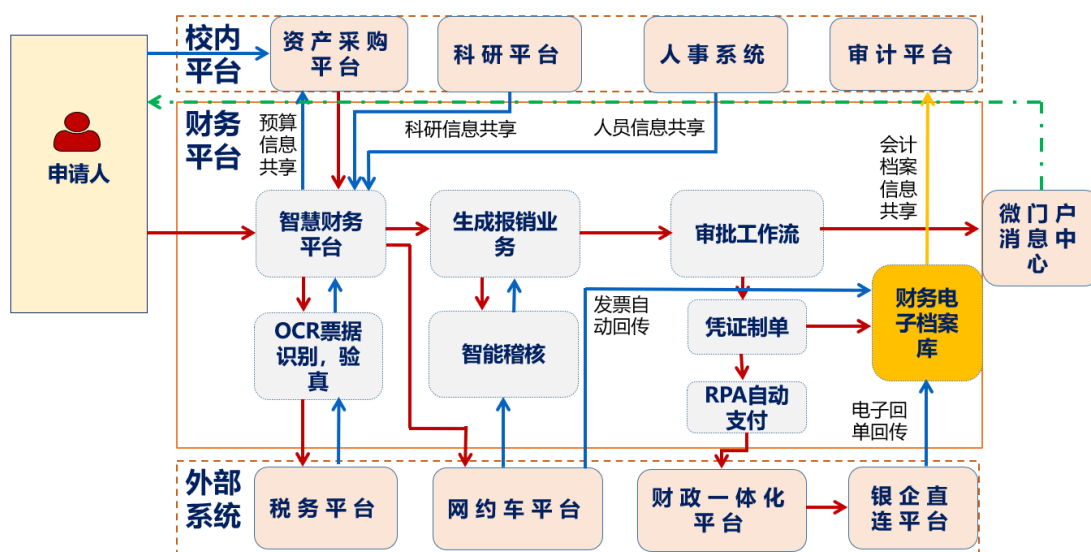 校内
平台
资产采购
平台
科研平台
人事系统
审计平台
申请人
财务
平台
预算
信息
共享
科研信息共享
人员信息共享
会计
档案
信息
共享
智慧财务
平台
生成报销业
务
审批工作流
微门户
消息中
心
OCR票据
识别，验
真
智能稽核
发票自
动回传
凭证制单
财务电
子档案
库
RPA自动
支付
电子回
单回传
外部
系统
税务平台
网约车平台
财政一体化
平台
银企直
连平台